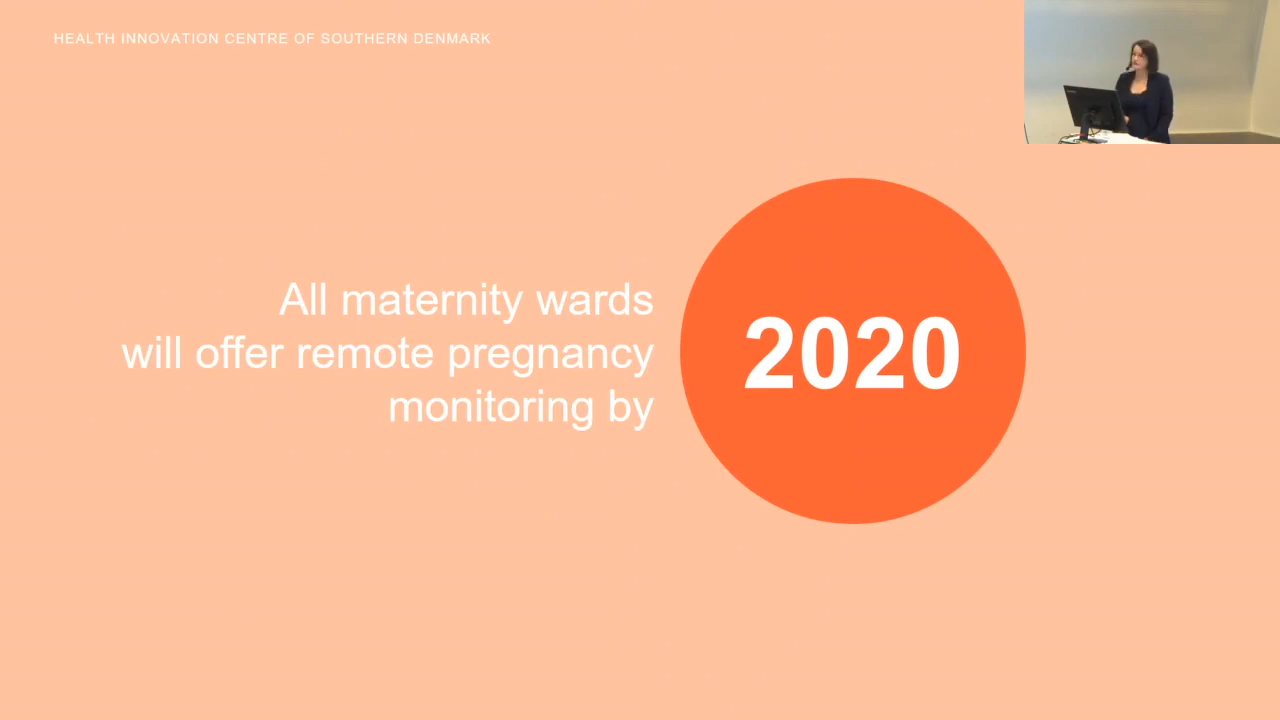 HEALTH INNOVATION CENTRE OF SOUTHERN DENMARK
All maternity wards
will offer remote pregnancy
monitoring by
2020